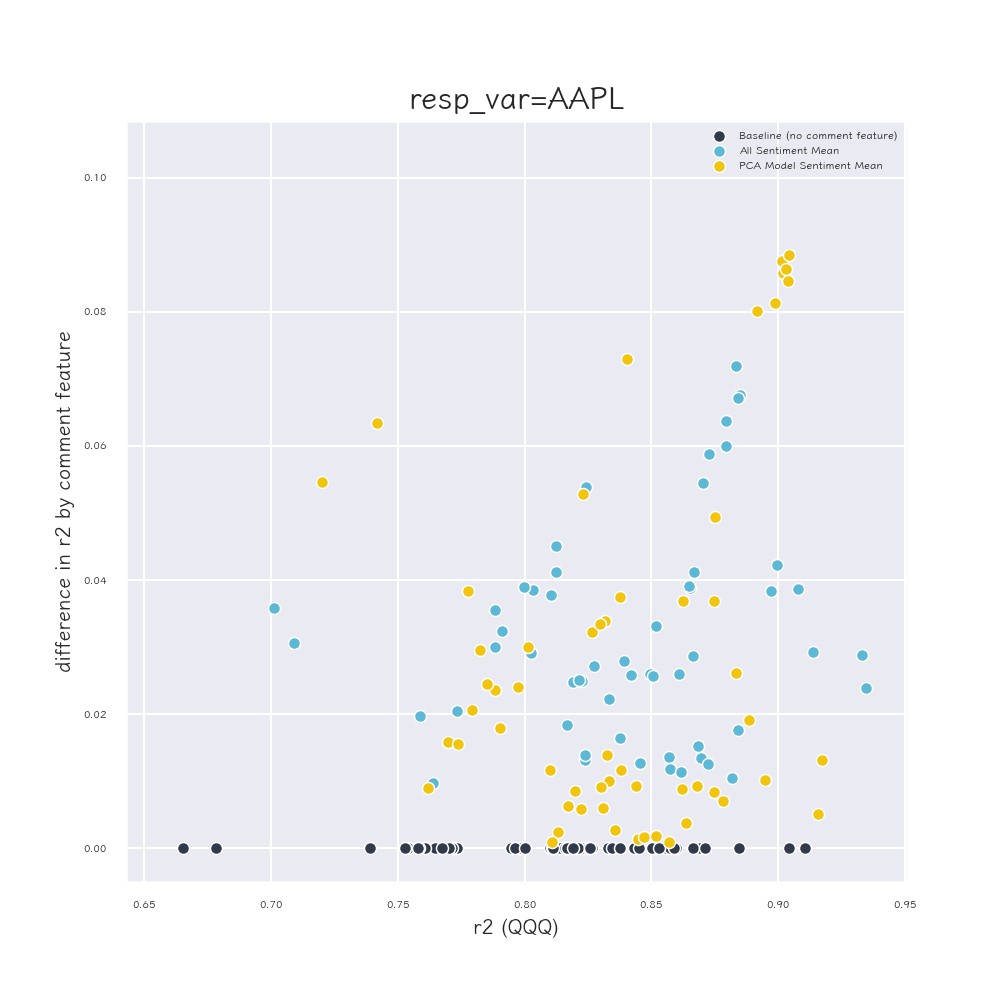 resp_var=AAPL
Baseline (no comment feature)
All Sentiment Mean
PCA Model Sentiment Mean
difference in r2 by comment feature
0.10
0.08
0.06
0.04
0.02
0.00
0.65 0.70 0.75 0.80 0.85 0.90 0.95
r2 (QQQ)